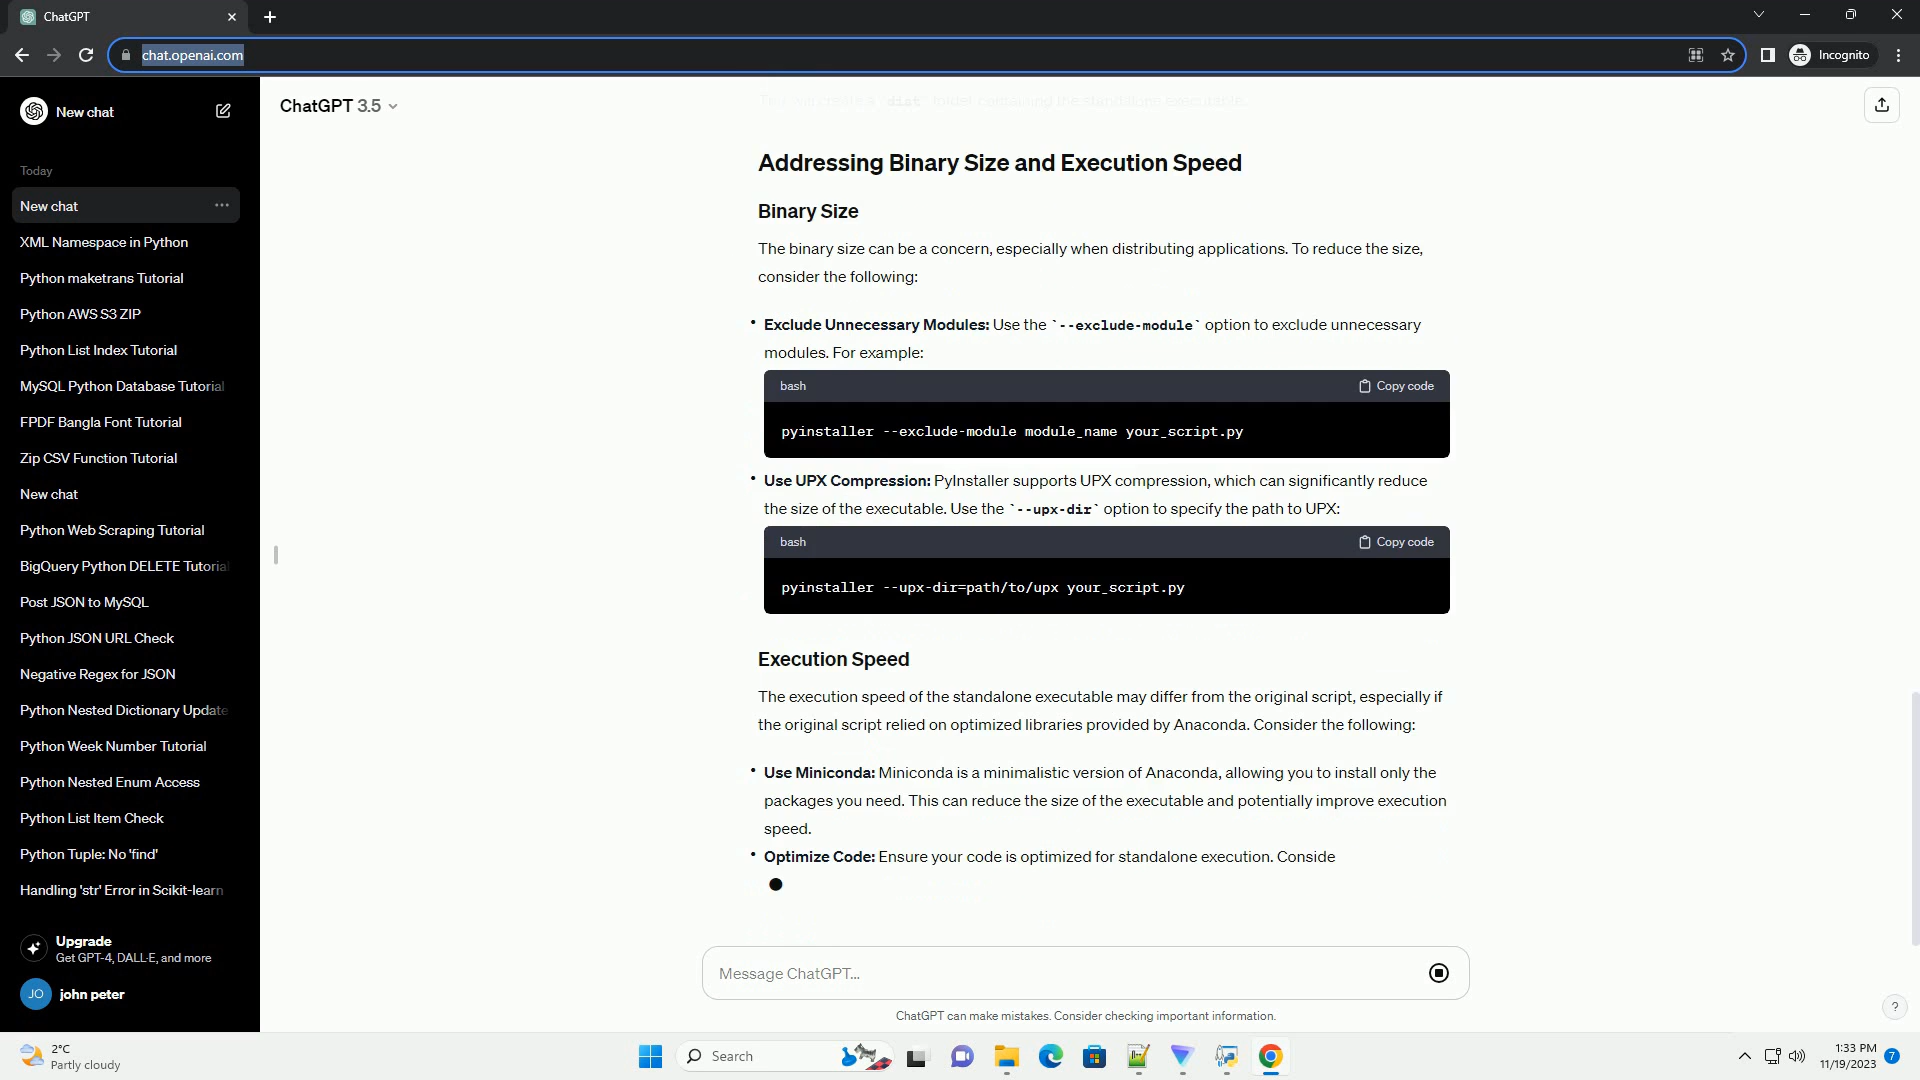 ChatGPT
chat.openai.com
Incognito
New chat
ChatGPT 3.5
This will create a `dist` folder containing the standalone executable.
Today
New chat
XML Namespace in Python
Python maketrans Tutorial
Python AWS S3 ZIP
Python List Index Tutorial
MySQL Python Database Tutorial
FPDF Bangla Font Tutorial
Zip CSV Function Tutorial
New chat
Python Web Scraping Tutorial
BigQuery Python DELETE Tutorial
Post JSON to MySQL
Python JSON URL Check
Negative Regex for JSON
Python Nested Dictionary Update
Python Week Number Tutorial
Python Nested Enum Access
Python List Item Check
Python Tuple: No 'find'
Handling 'str' Error in Scikit-learn
Upgrade
Get GPT-4, DALL·E, and more
JO
john peter
Addressing Binary Size and Execution Speed
Binary Size
The binary size can be a concern, especially when distributing applications. To reduce the size,
consider the following:
• Exclude Unnecessary Modules: Use the `--exclude-module` option to exclude unnecessary
modules. For example:
bash
Copy code
pyinstaller --exclude-module module_name your_script.py
• Use UPX Compression: PyInstaller supports UPX compression, which can significantly reduce
the size of the executable. Use the `--upx-dir` option to specify the path to UPX:
bash
Copy code
pyinstaller --upx-dir=path/to/upx your_script.py
Execution Speed
The execution speed of the standalone executable may differ from the original script, especially if
the original script relied on optimized libraries provided by Anaconda. Consider the following:
• Use Miniconda: Miniconda is a minimalistic version of Anaconda, allowing you to install only the
packages you need. This can reduce the size of the executable and potentially improve execution
speed.
• Optimize Code: Ensure your code is optimized for standalone execution. Conside
Message ChatGPT...
ChatGPT can make mistakes. Consider checking important information.
?
2°C
Partly cloudy
Search
1:33 PM
11/19/2023
7